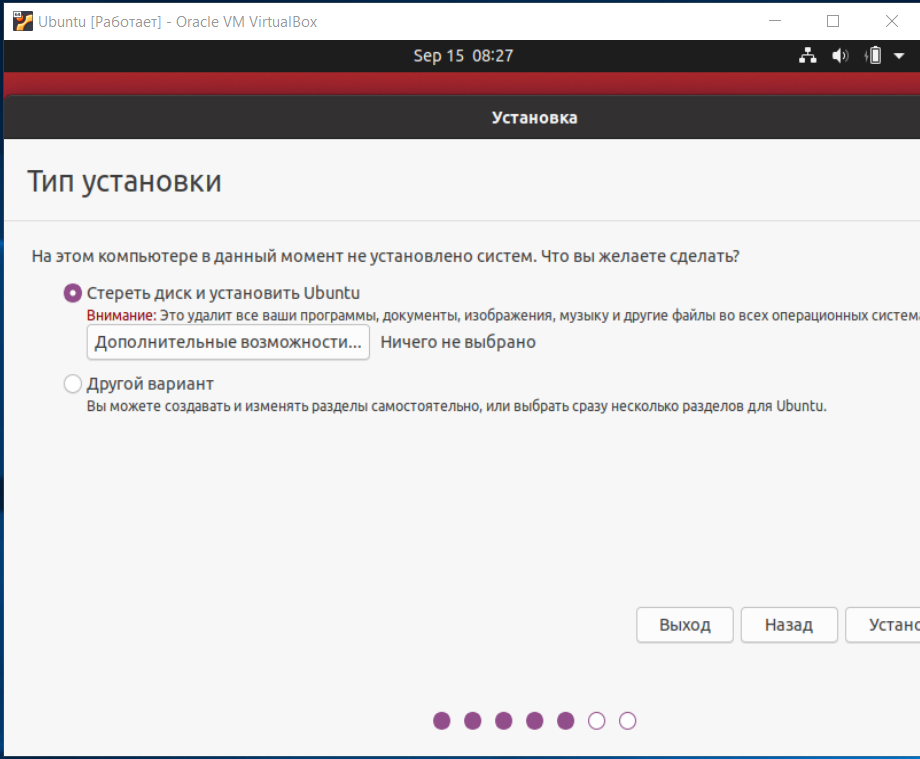 Ubuntu [Работает] - Oracle VM VirtualBox
Sep 15 08:27
Установка
Тип установки
На этом компьютере в данный момент не установлено систем. Что вы желаете сделать?
Стереть диск и установить Ubuntu
Внимание: Это удалит все ваши программы, документы, изображения, музыку и другие файлы во всех операционных
Дополнительные возможности... Ничего не выбрано
Другой вариант
Вы можете создавать и изменять разделы самостоятельно, или выбрать сразу несколько разделов для Ubuntu.
Выход Назад